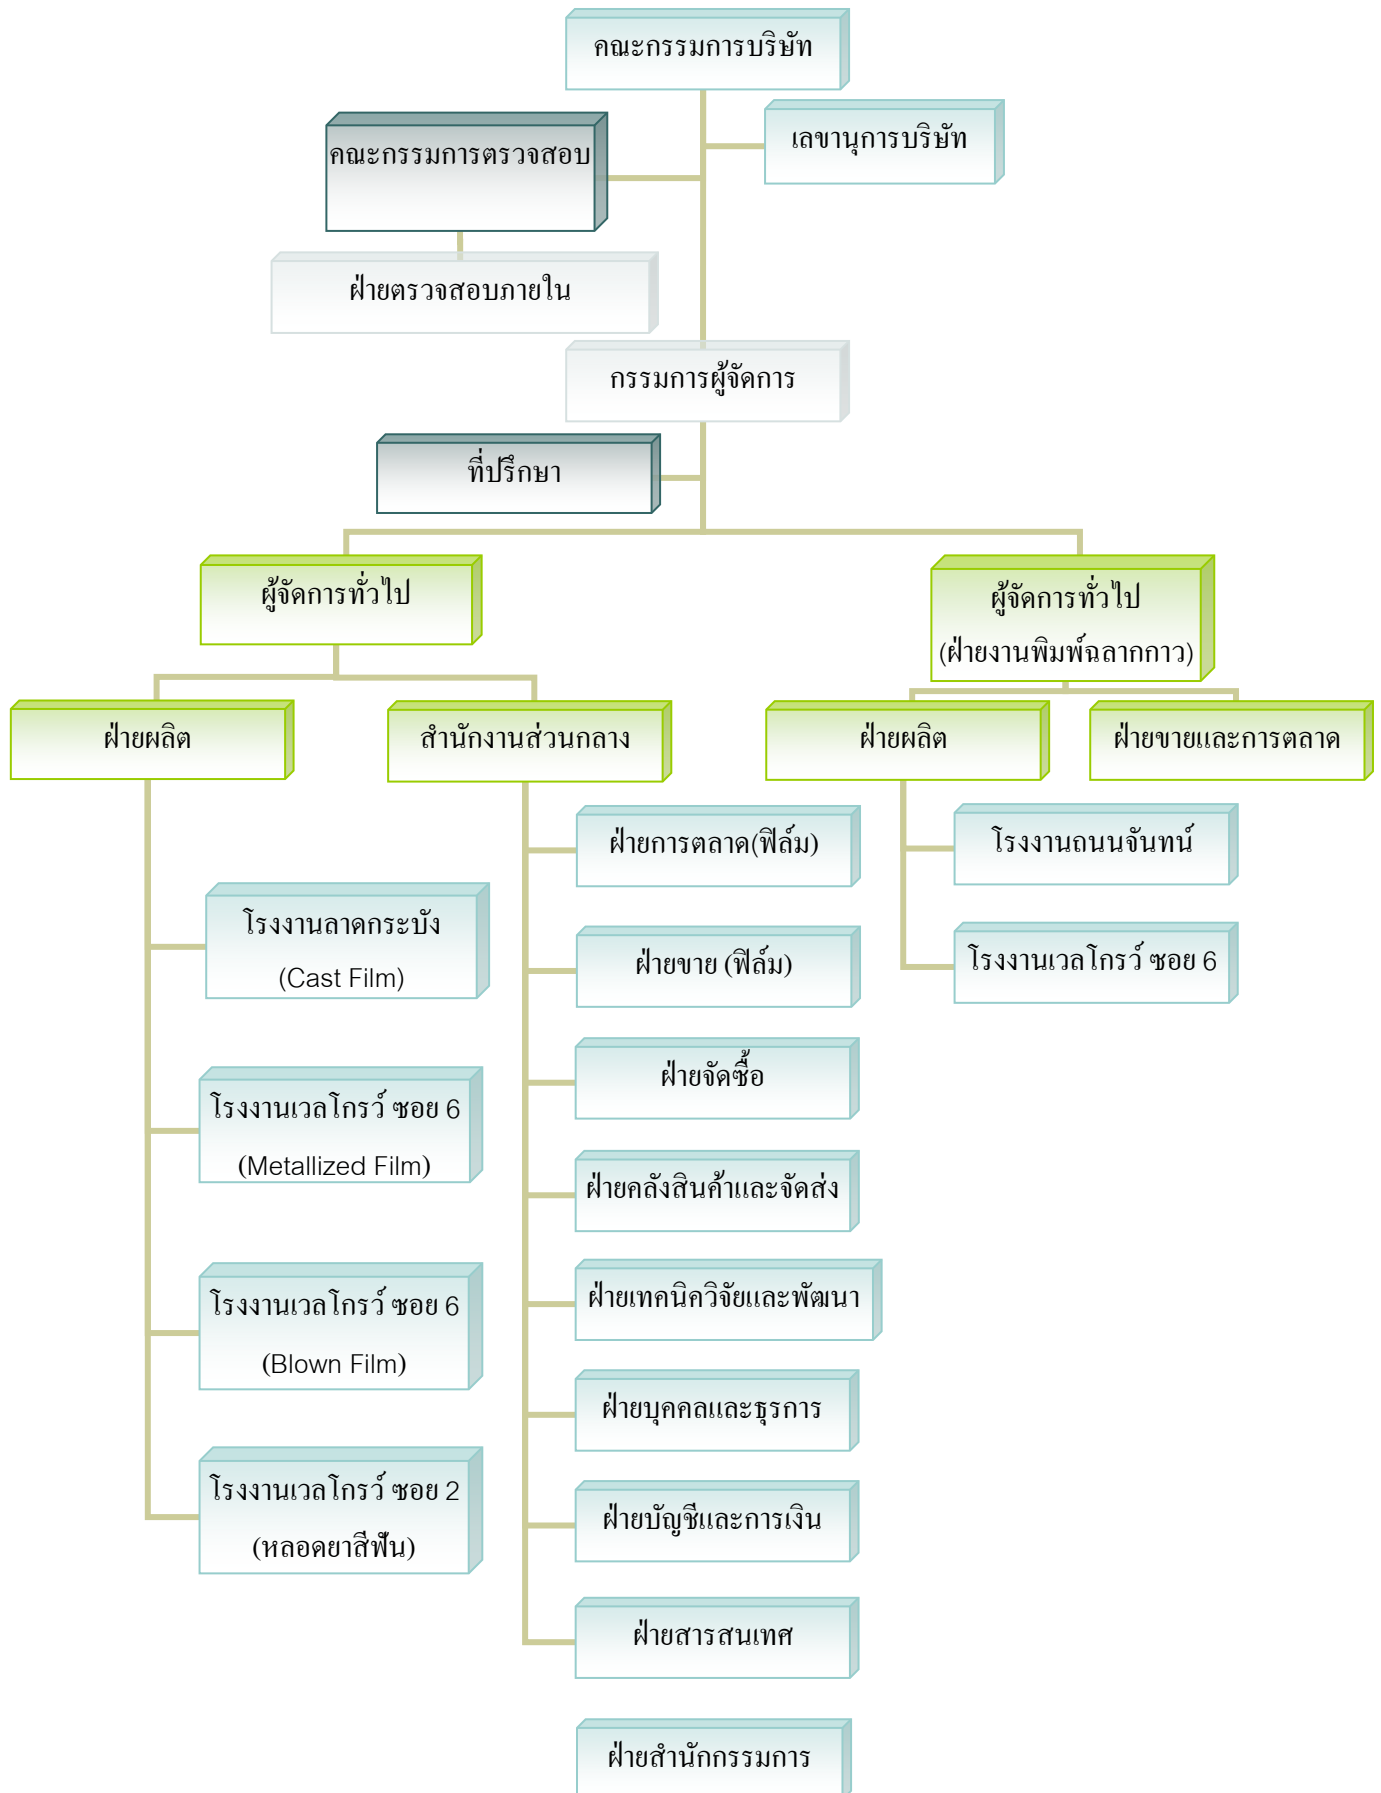 คณะกรรมการบริษัท
เลขานุการบริษัท
คณะกรรมการตรวจสอบ
ฝ่ายตรวจสอบภายใน
กรรมการผู้จัดการ
ที่ปรึกษา
ผู้จัดการทั่วไป
ผู้จัดการทั่วไป
(ฝ่ายงานพิมพ์ฉลากกาว)
ฝ่ายผลิต
สำนักงานส่วนกลาง
ฝ่ายผลิต
ฝ่ายขายและการตลาด
โรงงานลาดกระบัง
(Cast Film)
โรงงานเวลโกรว์ ซอย 6
(Metallized Film)
โรงงานเวลโกรว์ ซอย 6
(Blown Film)
โรงงานเวลโกรว์ ซอย 2
(หลอดยาสีฟัน)
ฝ่ายการตลาด(ฟิล์ม)
ฝ่ายขาย (ฟิล์ม)
ฝ่ายจัดซื้อ
ฝ่ายคลังสินค้าและจัดส่ง
ฝ่ายเทคนิควิจัยและพัฒนา
ฝ่ายบุคคลและธุรการ
ฝ่ายบัญชีและการเงิน
ฝ่ายสารสนเทศ
ฝ่ายสำนักกรรมการ
โรงงานถนนจันทน์
โรงงานเวลโกรว์ ซอย 6